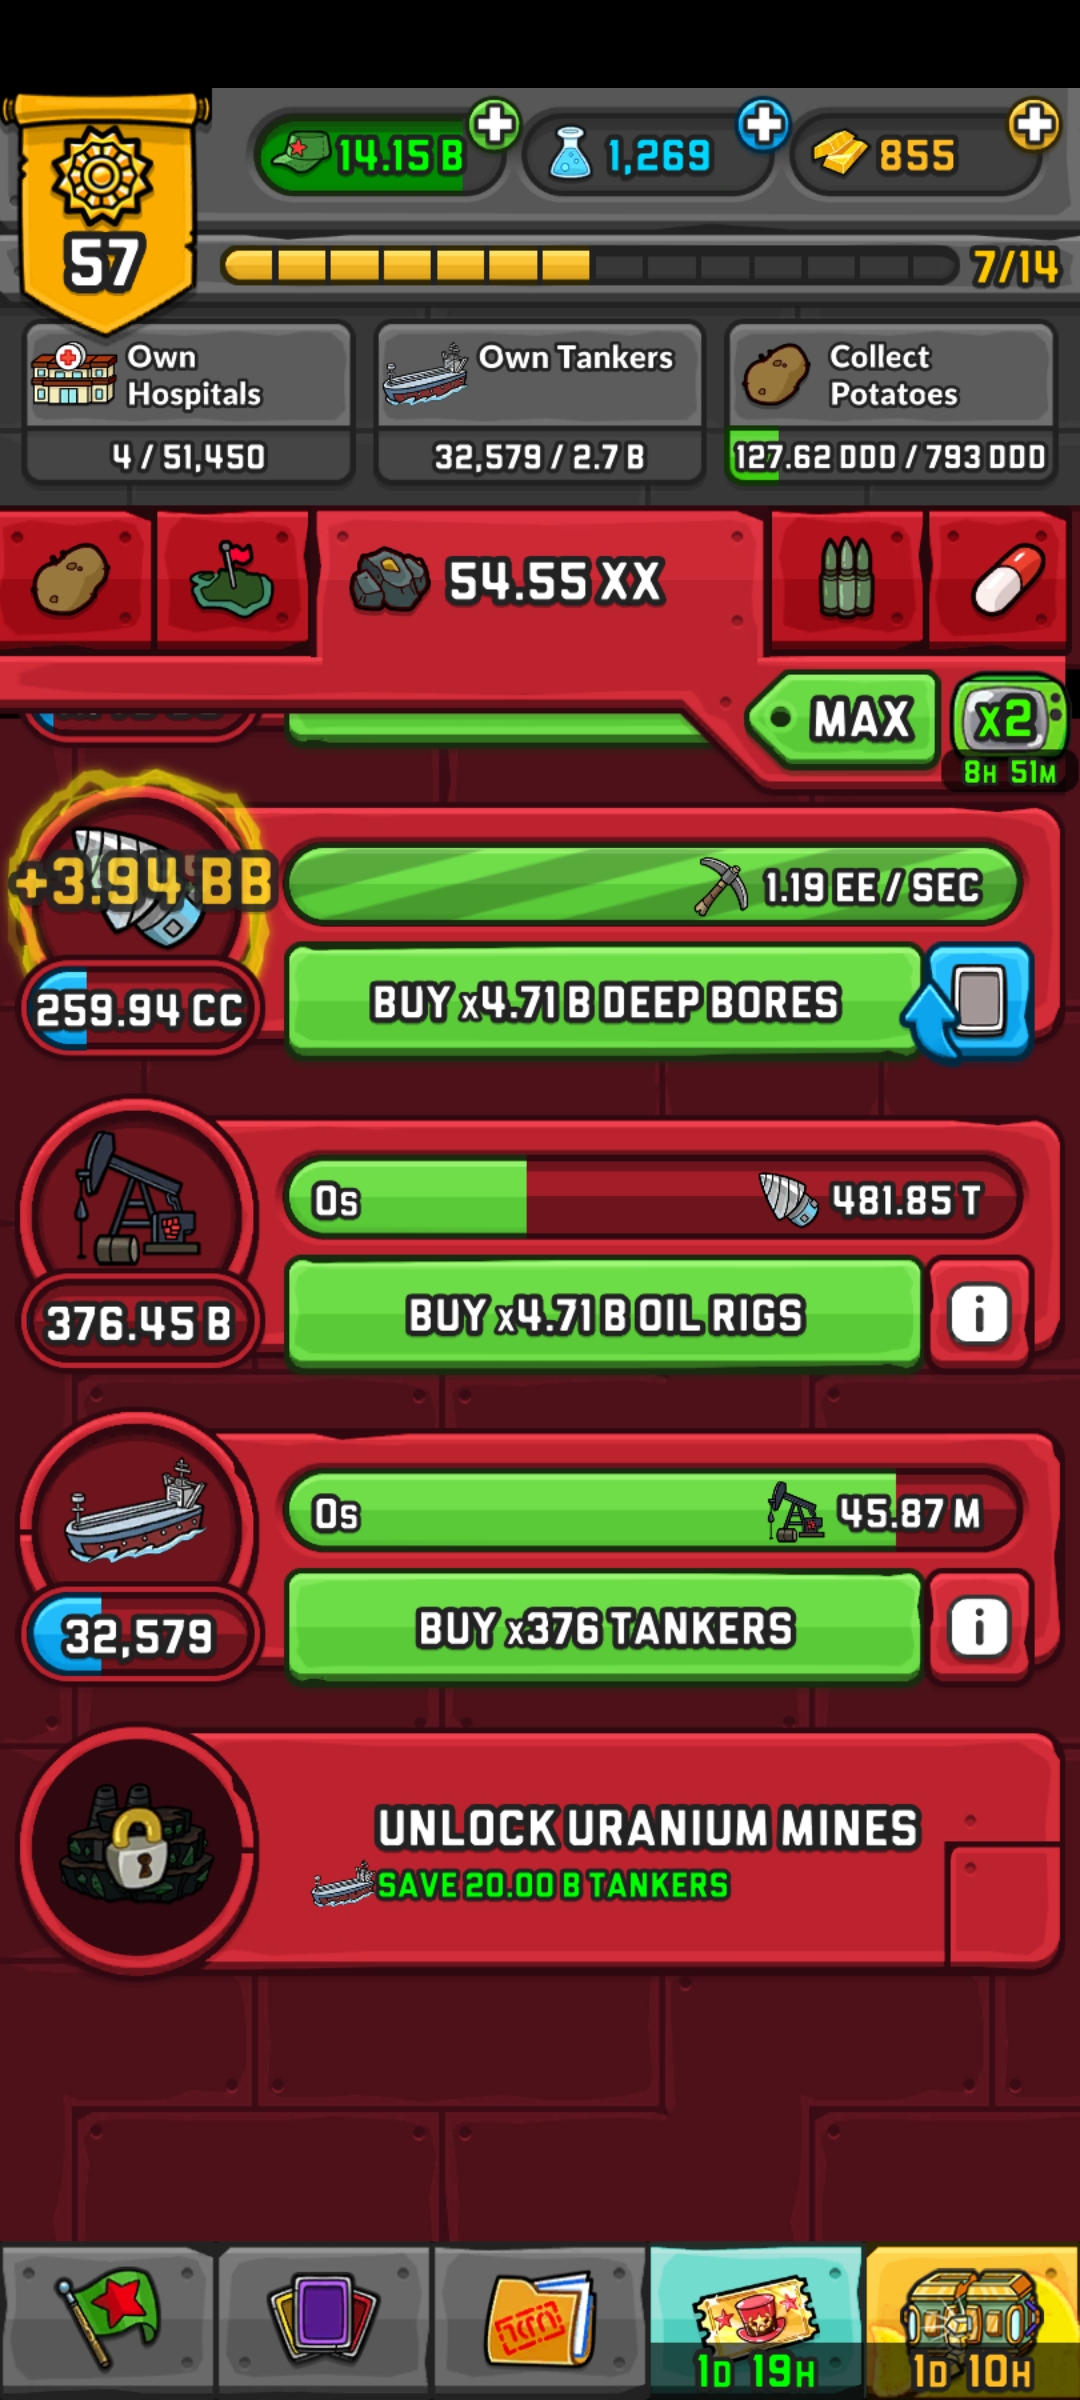 57
14.15 B
1,269
855
7/14
Own
Hospitals
4 / 51,450
Own Tankers
32,579 / 2.7 B
Collect
Potatoes
127.62 DDD / 793 DDD
54.55 XX
MAX
x2
8H 51M
+3.94 BB
1.19 EE / SEC
259.94 CC
BUY x4.71 B DEEP BORES
0s
481.85 T
376.45 B
BUY x4.71 B OIL RIGS
i
0s
45.87 M
32,579
BUY x376 TANKERS
i
UNLOCK URANIUM MINES
SAVE 20.00 B TANKERS
1D 19H
1D 10H